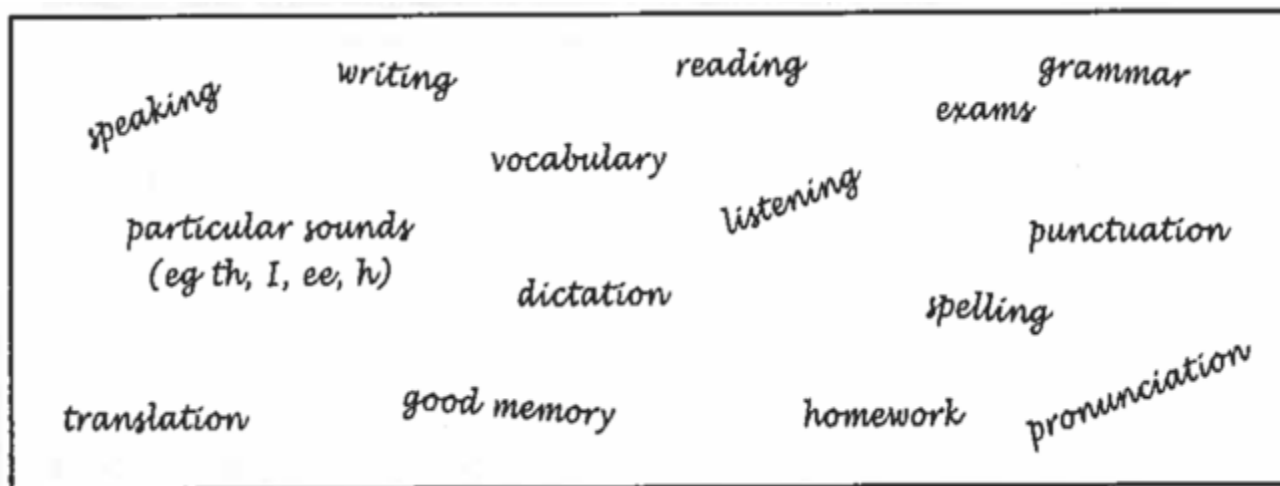 speaking
writing
reading
grammar
exams
vocabulary
listening
particular sounds
(eg th, I, ee, h)
punctuation
dictation
spelling
translation
good memory
homework
pronunciation